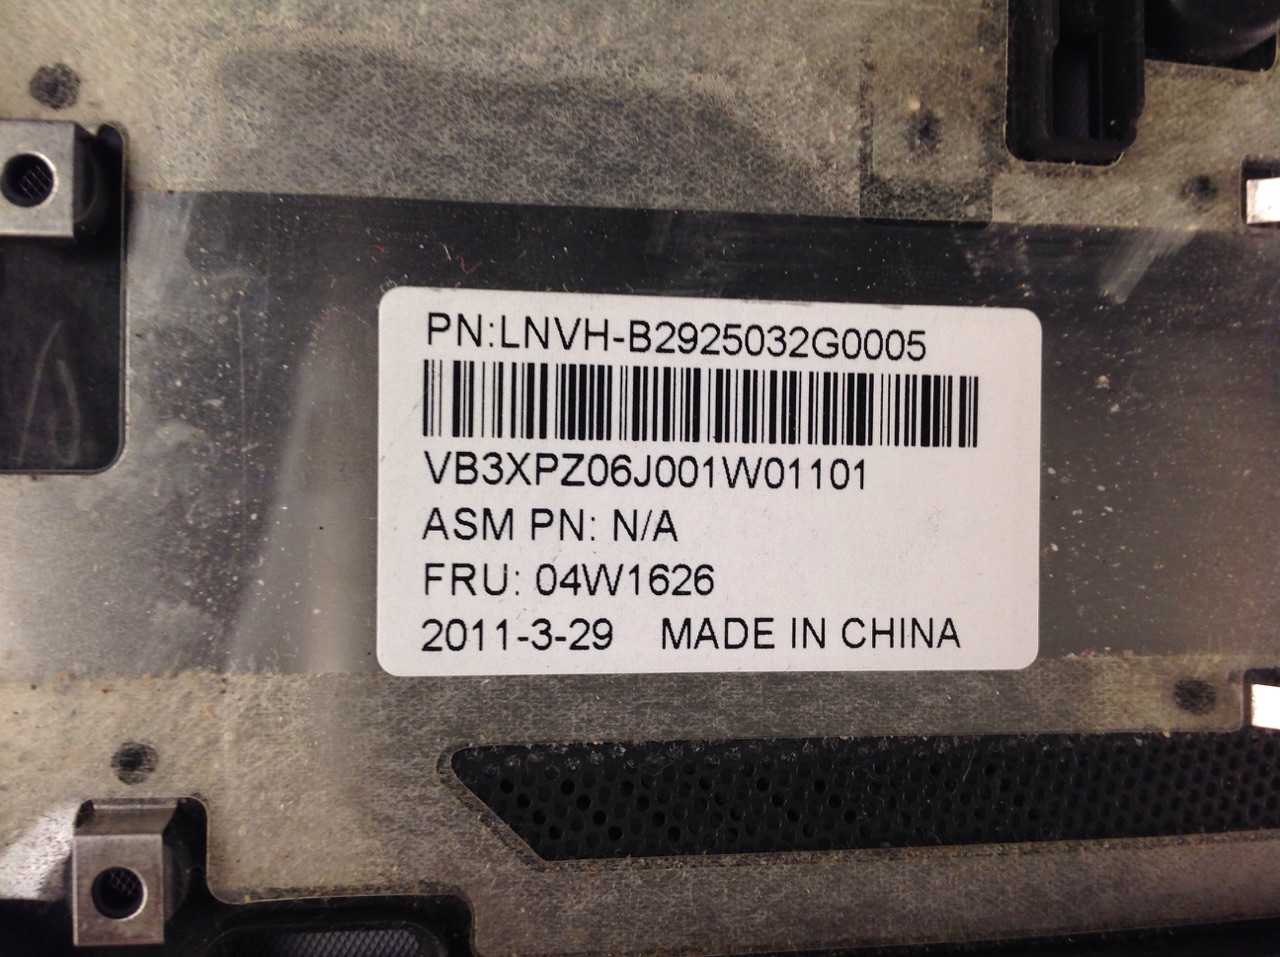 PN:LNVH-B2925032G0005
VB3XPZ06J001W01101
ASM PN: N/A
FRU: 04W1626
2011-3-29 MADE IN CHINA